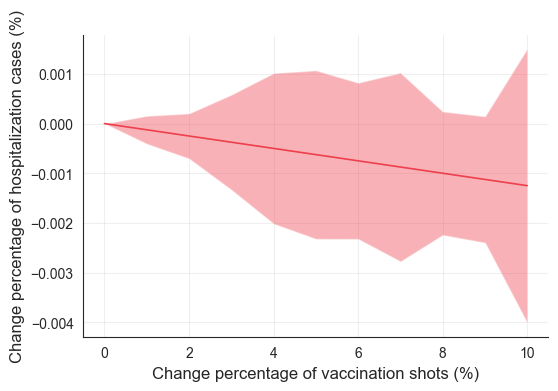 Change percentage of hospitalization cases (%)
0.001
0.000
−0.001
−0.002
−0.003
−0.004
0 2 4 6 8 10
Change percentage of vaccination shots (%)